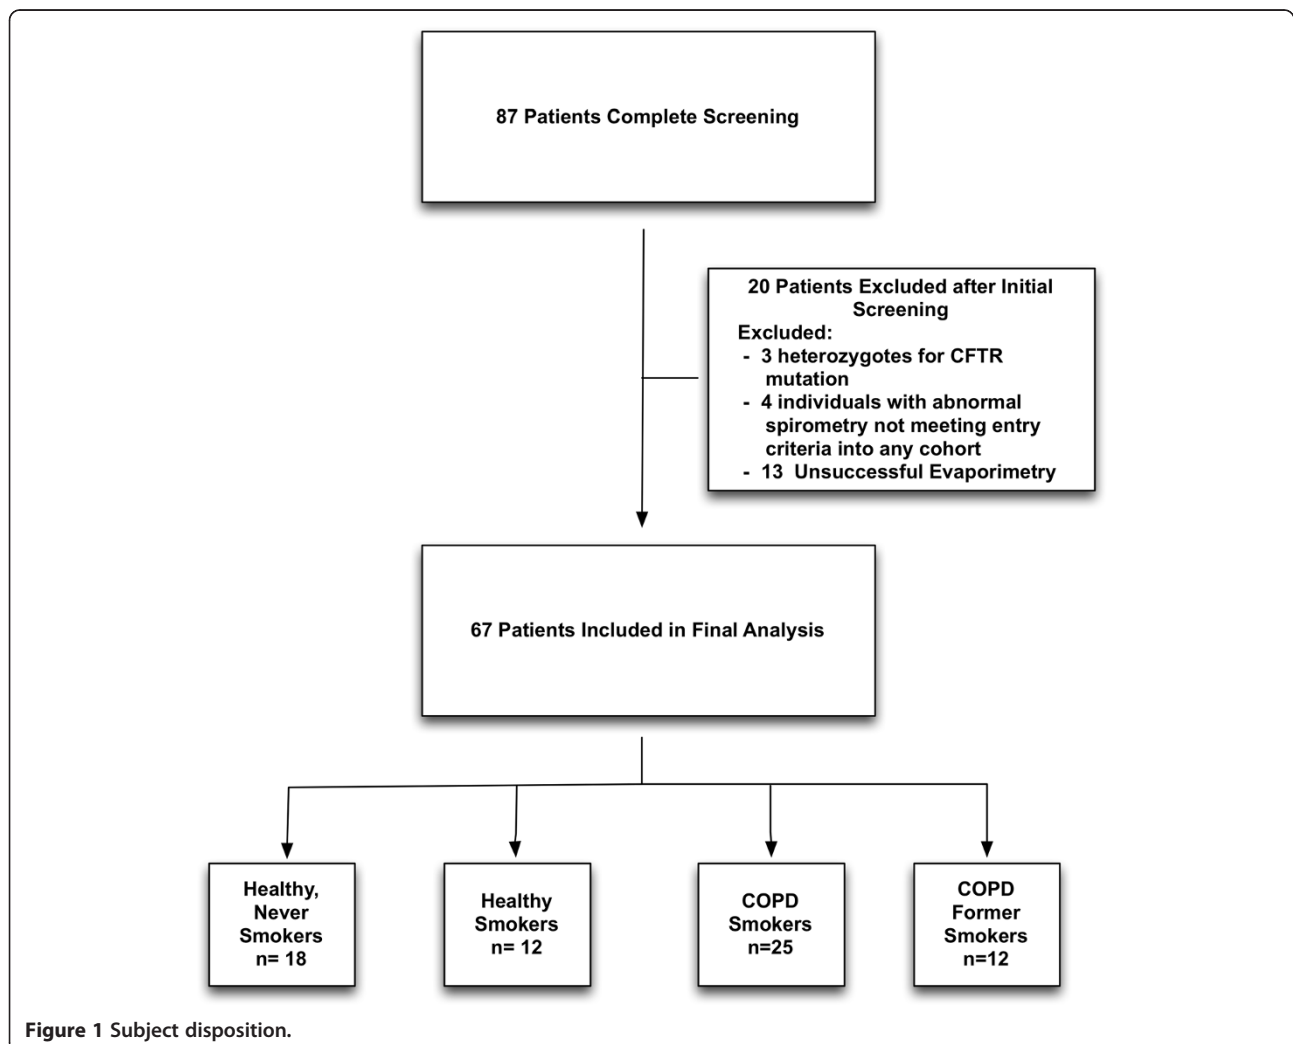 87 Patients Complete Screening
20 Patients Excluded after Initial
Screening
Excluded:
- 3 heterozygotes for CFTR
mutation
- 4 individuals with abnormal
spirometry not meeting entry
criteria into any cohort
- 13 Unsuccessful Evaporimetry
67 Patients Included in Final Analysis
Healthy,
Never
Smokers
n= 18
Healthy
Smokers
n= 12
COPD
Smokers
n=25
COPD
Former
Smokers
n=12
Figure 1 Subject disposition.